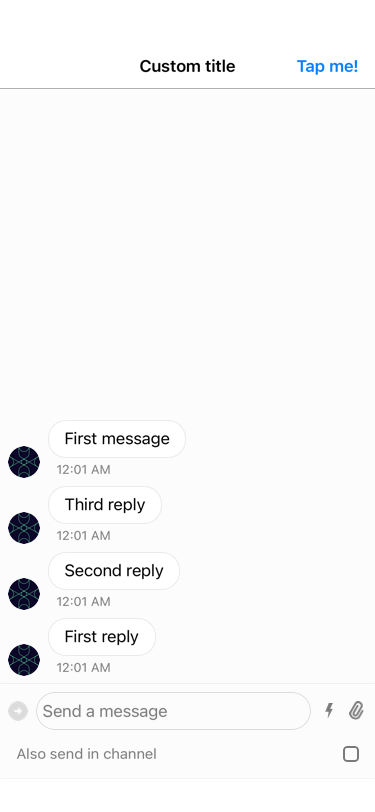 Custom title
Tap me!
First message
12:01 AM
Third reply
12:01 AM
Second reply
12:01 AM
First reply
12:01 AM
Send a message
Also send in channel